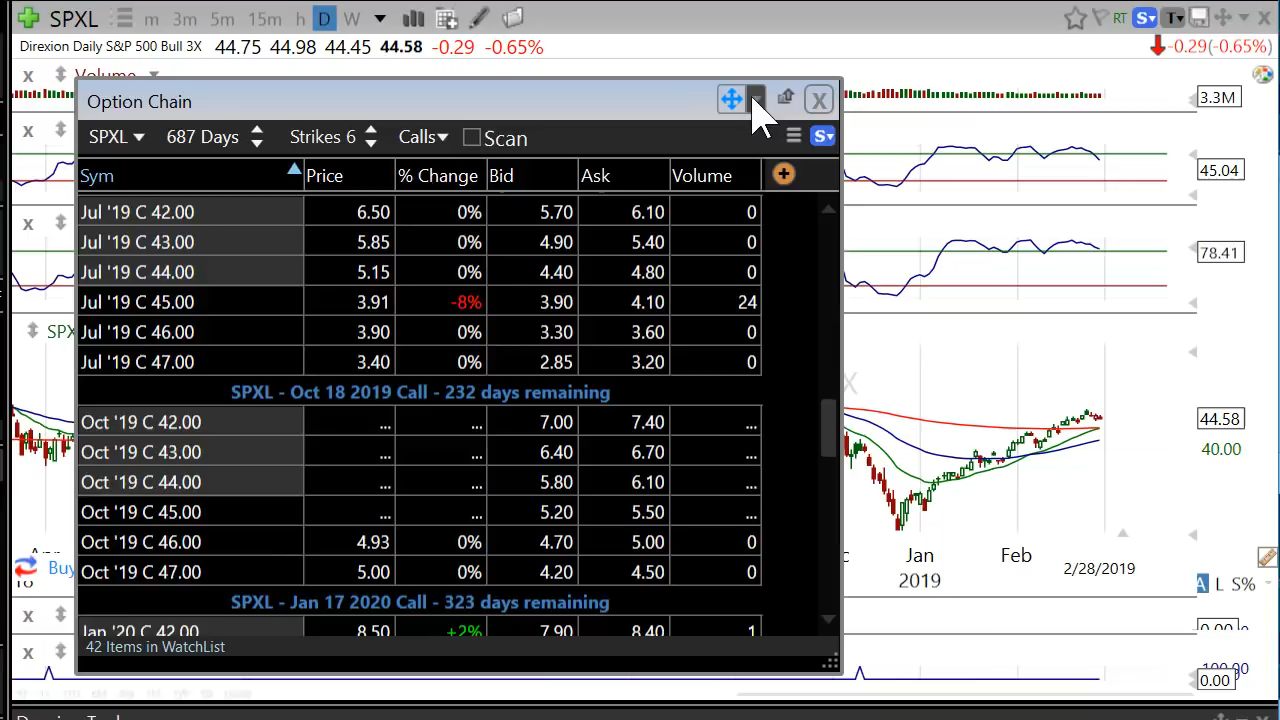 SPXL m 3m 5m 15m h D W RT S T
Direxion Daily S&P 500 Bull 3X 44.75 44.98 44.45 44.58 -0.29 -0.65% -0.29(-0.65%)
X Volume 3.3M
Option Chain X
X SPXL 687 Days Strikes 6 Calls Scan S
45.04
Sym Price % Change Bid Ask Volume
Jul '19 C 42.00 6.50 0% 5.70 6.10 0
X Jul '19 C 43.00 5.85 0% 4.90 5.40 0 78.41
Jul '19 C 44.00 5.15 0% 4.40 4.80 0
Jul '19 C 45.00 3.91 -8% 3.90 4.10 24
SPX Jul '19 C 46.00 3.90 0% 3.30 3.60 0
Jul '19 C 47.00 3.40 0% 2.85 3.20 0
SPXL - Oct 18 2019 Call - 232 days remaining X
Oct '19 C 42.00 ... ... 7.00 7.40 ... 44.58
Oct '19 C 43.00 ... ... 6.40 6.70 ... 40.00
Oct '19 C 44.00 ... ... 5.80 6.10 ...
Oct '19 C 45.00 ... ... 5.20 5.50 ...
Oct '19 C 46.00 4.93 0% 4.70 5.00 0
Jan Feb
Buy Oct '19 C 47.00 5.00 0% 4.20 4.50 0 2019 2/28/2019
A L S%
SPXL - Jan 17 2020 Call - 323 days remaining
X Jan '20 C 42.00 8.50 +2% 7.90 8.40 1 0.00
42 Items in WatchList
X 100.00
0.00